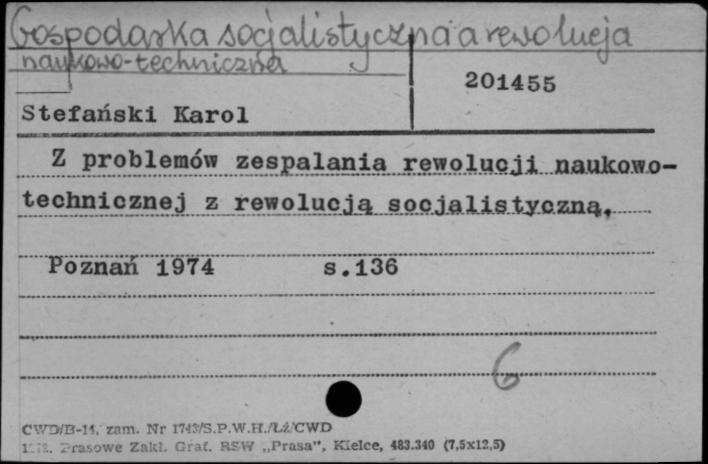 Gospodarka socjalistyczna a rewolucja
naukowo-techniczna
201455
Stefański Karol
Z problemów zespalania rewolucji naukowo-
technicznej z rewolucją socjalistyczną.
Poznań 1974 s.136
6
CWD/B-14, zam. Nr 1743/S.P.W.H./Łż/CWD
Prasowe Zakł. Graf. RSW „Prasa”, Kielce, 483.340 (7,5x12,5)